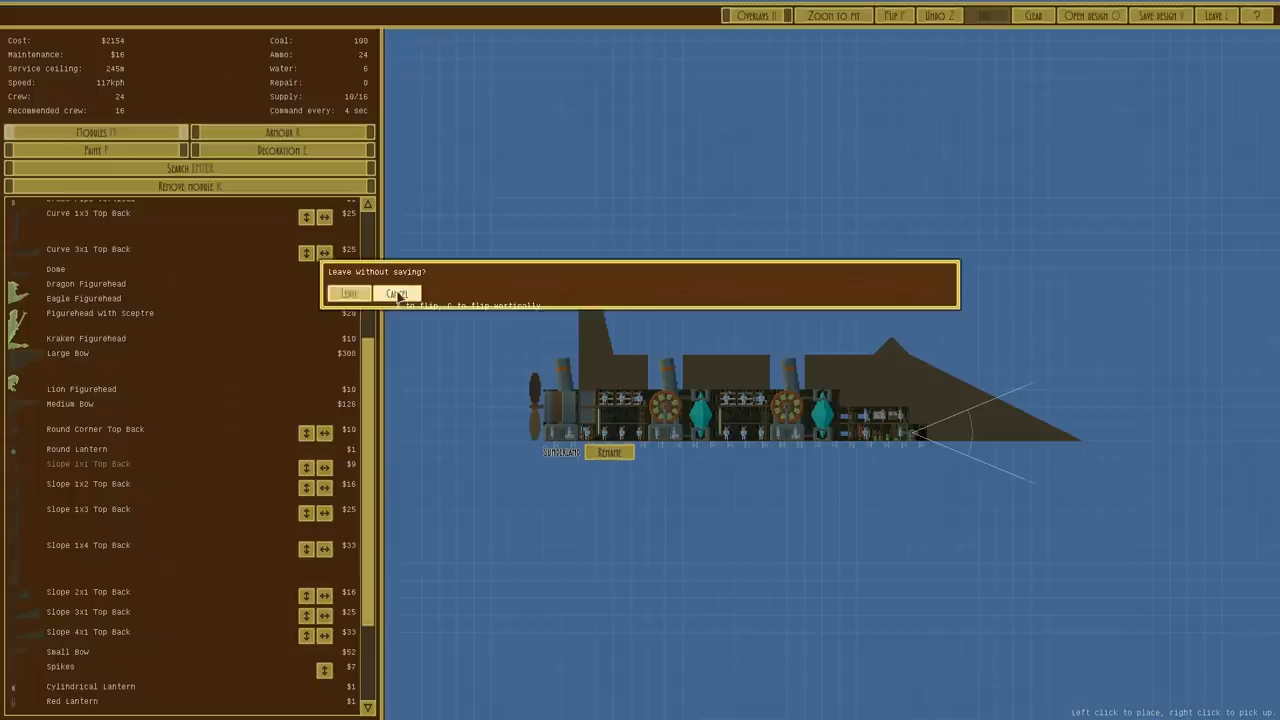 Overlays U
Zoom to fit
Flip F
Undo Z
Clear
Open design O
Save design V
Leave L
?
Cost: $2154
Maintenance: $16
Service ceiling: 245m
Speed: 117kph
Crew: 24
Recommended crew: 16
Coal: 100
Ammo: 24
Water: 6
Repair: 0
Supply: 10/16
Command every: 4 sec
Modules M
Armour R
Paint P
Decoration E
Search ENTER
Remove module K
Curve 1x3 Top Back $25
Curve 3x1 Top Back $25
Dome
Dragon Figurehead
Eagle Figurehead
Figurehead with Sceptre $20
Kraken Figurehead $10
Large Bow $308
Lion Figurehead $10
Medium Bow $126
Round Corner Top Back $10
Round Lantern $1
Slope 1x1 Top Back $9
Slope 1x2 Top Back $16
Slope 1x3 Top Back $25
Slope 1x4 Top Back $33
Slope 2x1 Top Back $16
Slope 3x1 Top Back $25
Slope 4x1 Top Back $33
Small Bow $52
Spikes $7
Cylindrical Lantern $1
Red Lantern $1
Leave without saving?
Leave
Cancel
to flip, C to flip vertically
Sunderland
Rename
Left click to place, right click to pick up.